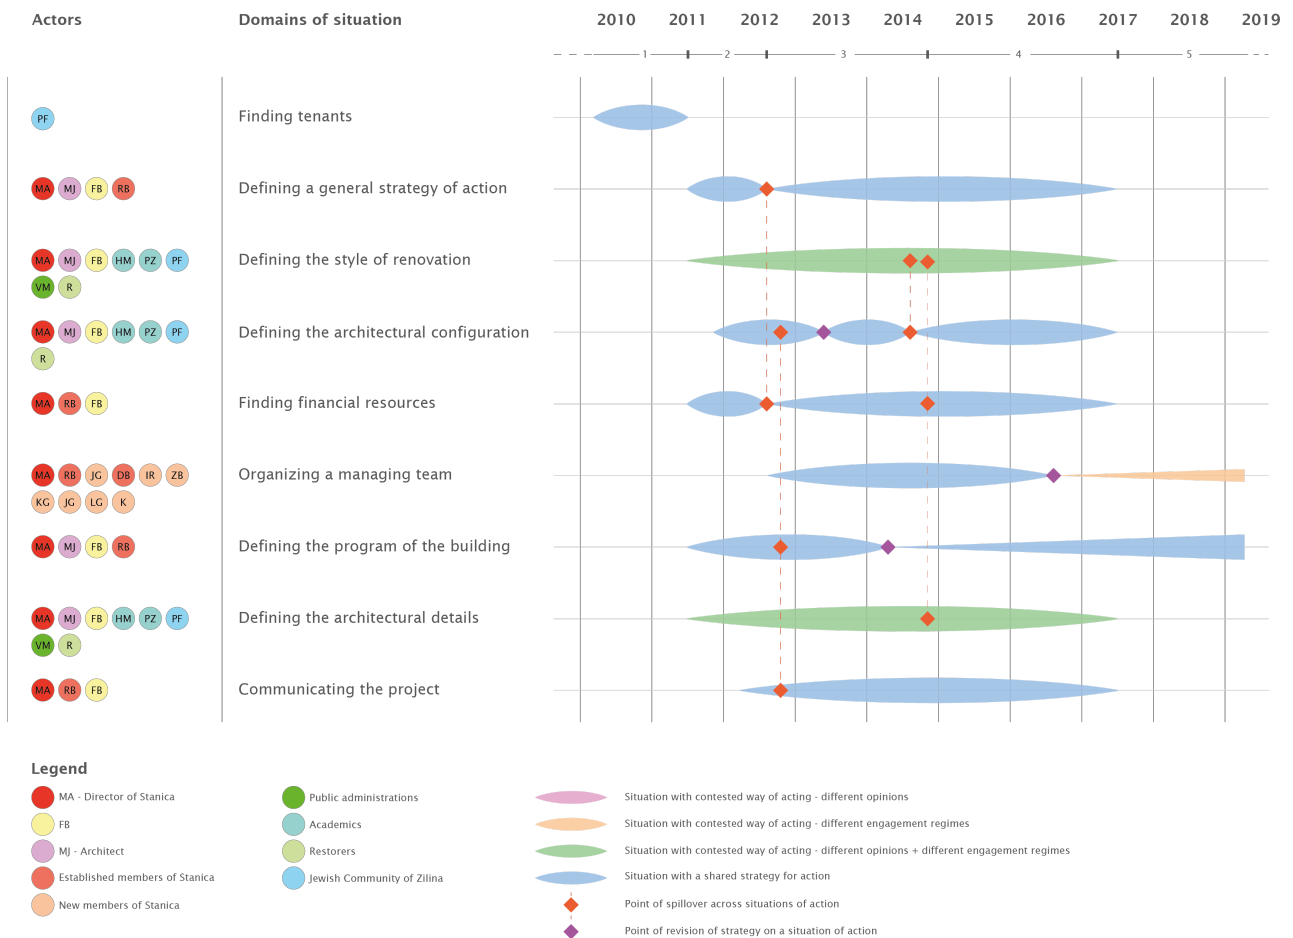 Actors Domains of situation 2010 2011 2012 2013 2014 2015 2016 2017 2018 2019
1 2 3 4 5
PF Finding tenants
MA MJ FB RB Defining a general strategy of action
MA MJ FB HM PZ PF Defining the style of renovation
VM R
MA MJ FB HM PZ PF Defining the architectural configuration
R
MA RB FB Finding financial resources
MA RB JG DB IR ZB Organizing a managing team
KG JG LG K
MA MJ FB RB Defining the program of the building
MA MJ FB HM PZ PF Defining the architectural details
VM R
MA RB FB Communicating the project
Legend
MA - Director of Stanica
FB
MJ - Architect
Established members of Stanica
New members of Stanica
Public administrations
Academics
Restorers
Jewish Community of Zilina
Situation with contested way of acting - different opinions
Situation with contested way of acting - different engagement regimes
Situation with contested way of acting - different opinions + different engagement regimes
Situation with a shared strategy for action
Point of spillover across situations of action
Point of revision of strategy on a situation of action